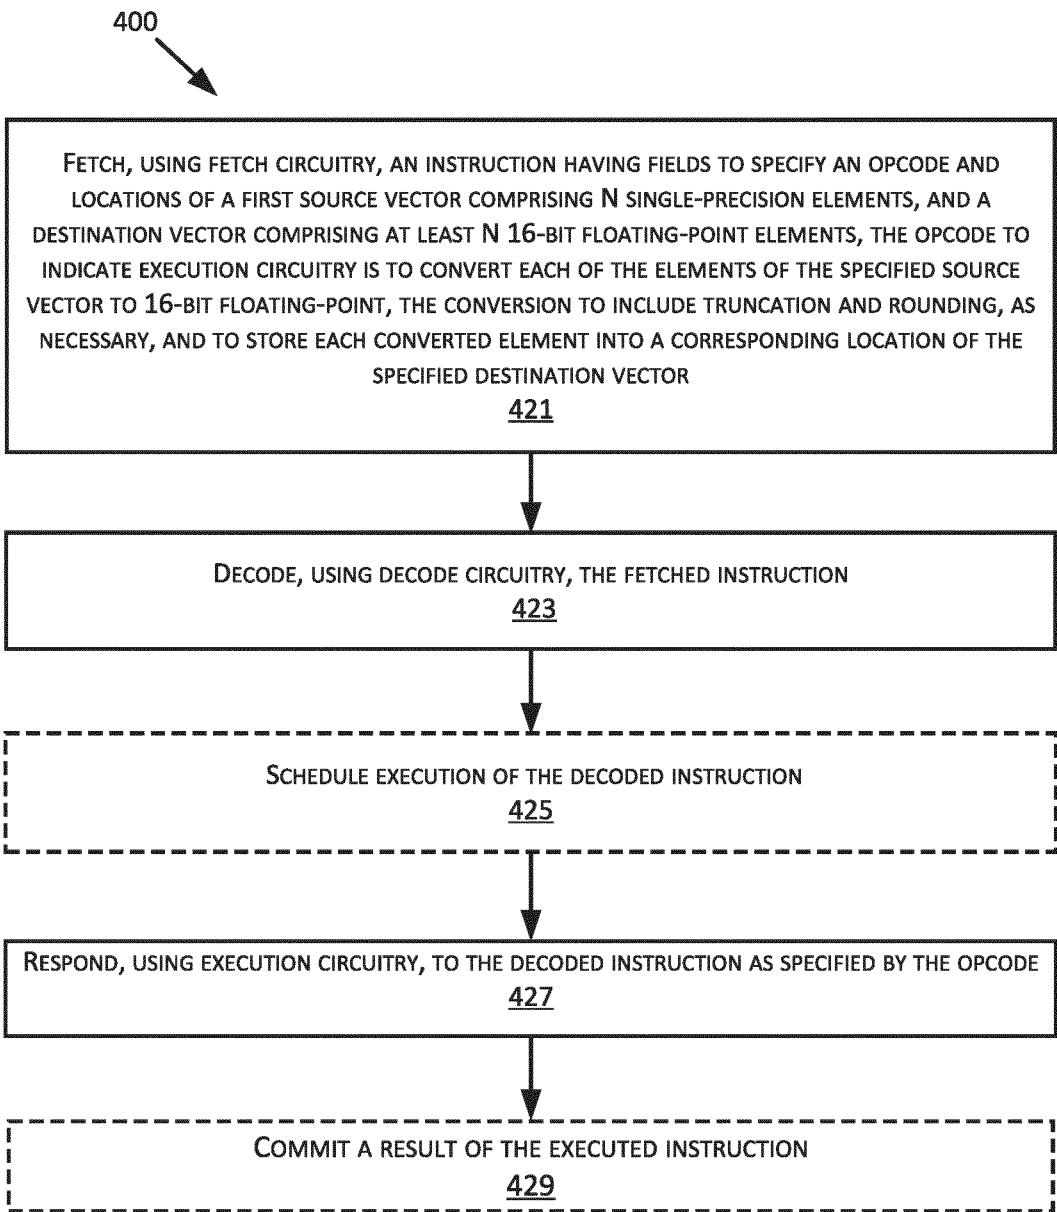 400
FETCH, USING FETCH CIRCUITRY, AN INSTRUCTION HAVING FIELDS TO SPECIFY AN OPCODE AND
LOCATIONS OF A FIRST SOURCE VECTOR COMPRISING N SINGLE-PRECISION ELEMENTS, AND A
DESTINATION VECTOR COMPRISING AT LEAST N 16-BIT FLOATING-POINT ELEMENTS, THE OPCODE TO
INDICATE EXECUTION CIRCUITRY IS TO CONVERT EACH OF THE ELEMENTS OF THE SPECIFIED SOURCE
VECTOR TO 16-BIT FLOATING-POINT, THE CONVERSION TO INCLUDE TRUNCATION AND ROUNDING, AS
NECESSARY, AND TO STORE EACH CONVERTED ELEMENT INTO A CORRESPONDING LOCATION OF THE
SPECIFIED DESTINATION VECTOR
421
DECODE, USING DECODE CIRCUITRY, THE FETCHED INSTRUCTION
423
SCHEDULE EXECUTION OF THE DECODED INSTRUCTION
425
RESPOND, USING EXECUTION CIRCUITRY, TO THE DECODED INSTRUCTION AS SPECIFIED BY THE OPCODE
427
COMMIT A RESULT OF THE EXECUTED INSTRUCTION
429